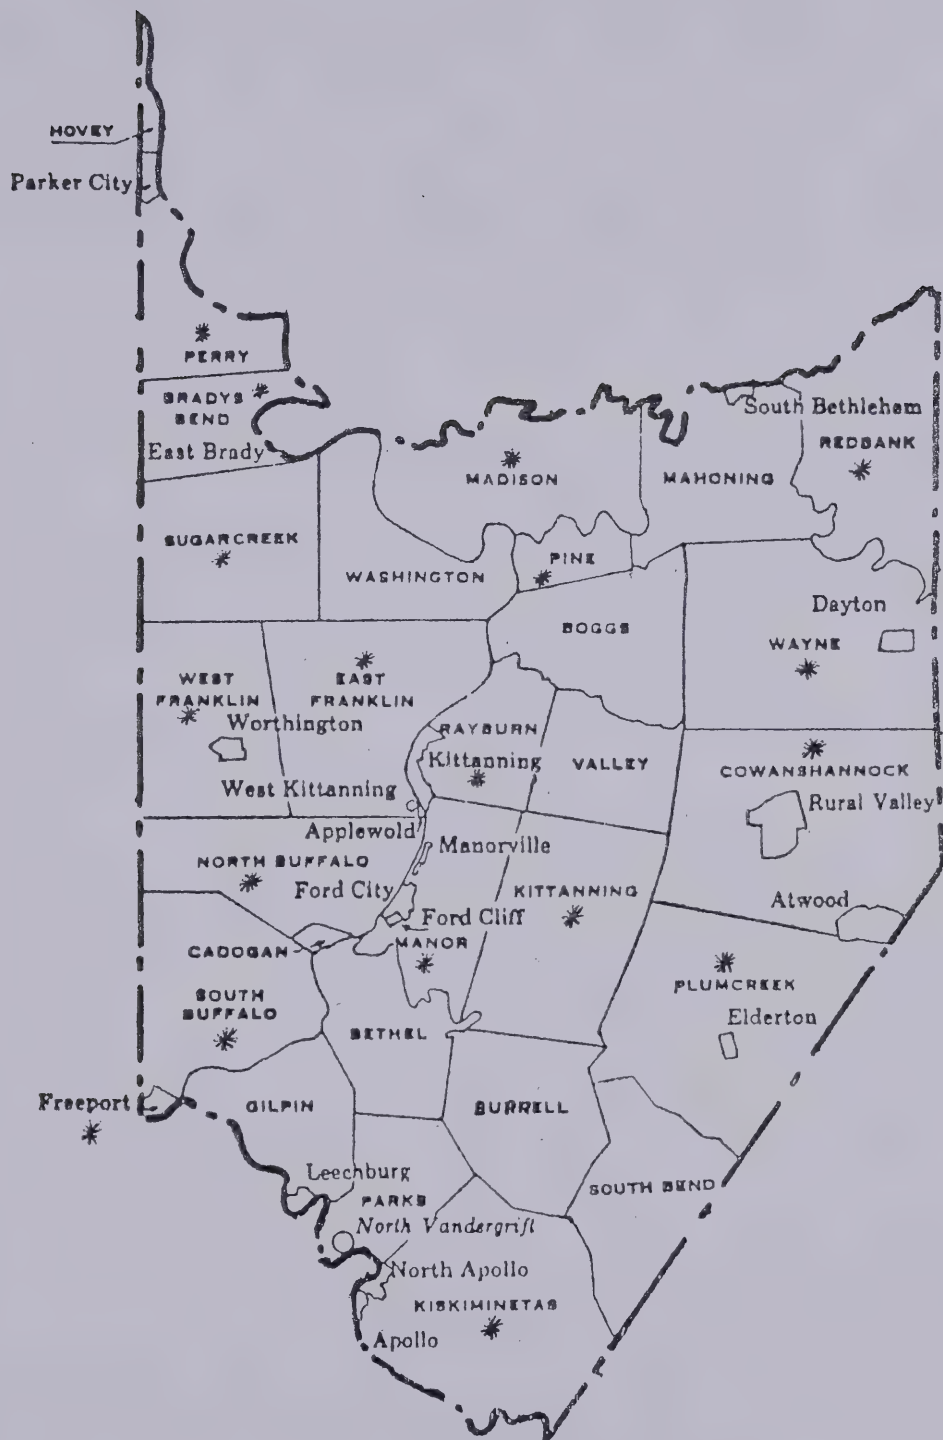 HOVEY
Parker City
PERRY
BRADYS
BEND
East Brady
South Bethleham
REDBANK
MADISON
MAHONING
SUGARCREEK
WASHINGTON
PINE
Dayton
BOGGS
WAYNE
WEST
FRANKLIN
EAST
FRANKLIN
Worthington
RAYBURN
Kittanning
VALLEY
COWANSHANNOCK
West Kittanning
Rural Valley
Applewold
Manorville
NORTH BUFFALO
Ford City
KITTANNING
Atwood
Ford Cliff
CADOGAN
MANOR
PLUMCREEK
SOUTH
BUFFALO
Elderton
BETHEL
Freeport
GILPIN
BURRELL
Leechburg
PARKS
SOUTH BEND
North Vandergrift
North Apollo
KISKIMINETAS
Apollo